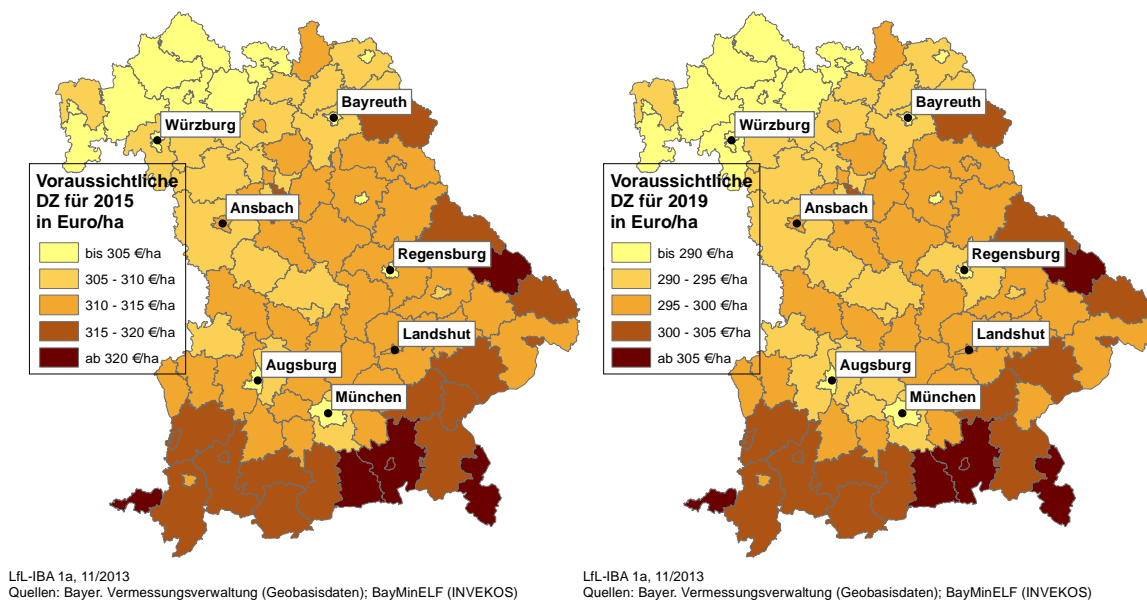 Bayreuth
Würzburg
Voraussichtliche
DZ für 2015
in Euro/ha
bis 305 €/ha
305 - 310 €/ha
310 - 315 €/ha
315 - 320 €/ha
ab 320 €/ha
Ansbach
Regensburg
Landshut
Augsburg
München
LfL-IBA 1a, 11/2013
Quellen: Bayer. Vermessungsverwaltung (Geobasisdaten); BayMinELF (INVEKOS)
Bayreuth
Würzburg
Voraussichtliche
DZ für 2019
in Euro/ha
bis 290 €/ha
290 - 295 €/ha
295 - 300 €/ha
300 - 305 €7ha
ab 305 €/ha
Ansbach
Regensburg
Landshut
Augsburg
München
LfL-IBA 1a, 11/2013
Quellen: Bayer. Vermessungsverwaltung (Geobasisdaten); BayMinELF (INVEKOS)